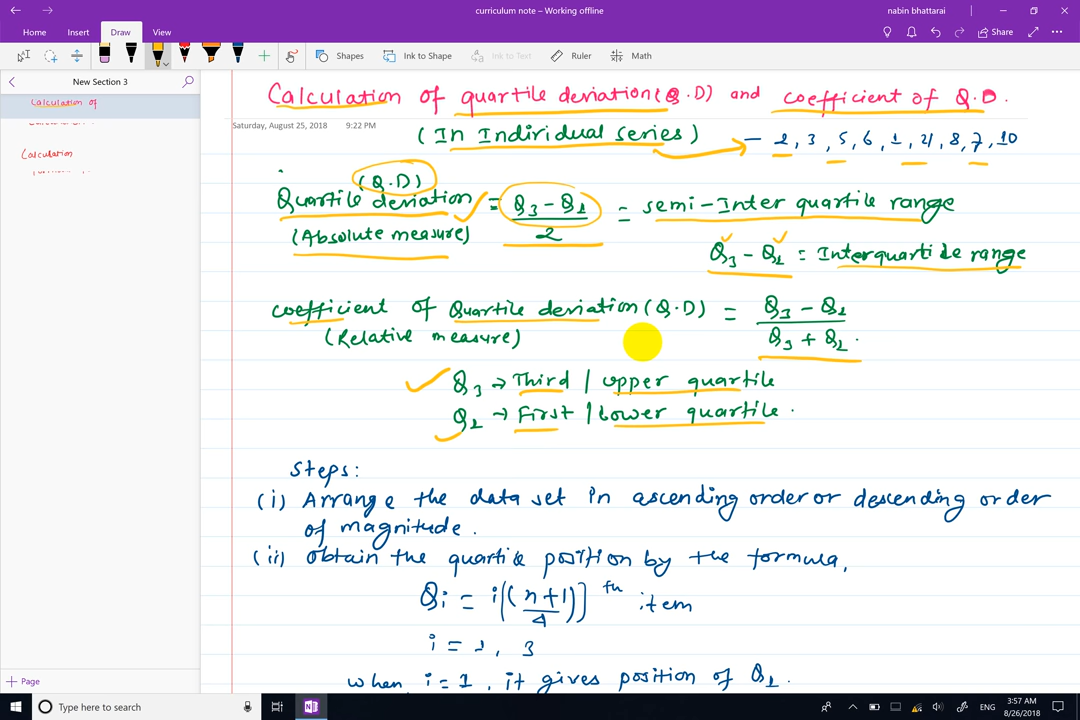 curriculum note – Working offline
nabin bhattarai
Home Insert Draw View
Share
Shapes Ink to Shape Ink to Text Ruler Math
New Section 3
Calculation of
Calculation
Page
Calculation of quartile deviation(Q.D) and coefficient of Q.D.
Saturday, August 25, 2018 9:22 PM
(In Individual series) – 2, 3, 5, 6, 1, 4, 8, 7, 10
(Q.D)
Quartile deviation = Q3 – Q1 / 2 = semi-Inter quartile range
(Absolute measure)
Q3 – Q1 = Interquartile range
coefficient of Quartile deviation (Q.D) = Q3 – Q1 / Q3 + Q1 .
(Relative measure)
Q3 → Third / upper quartile
Q1 → First / Lower quartile .
Steps:
(i) Arrange the data set in ascending order or descending order
of magnitude.
(ii) Obtain the quartile position by the formula,
Qi = i[(n+1)/4]th item
i = 1, 3
when i = 1, it gives position of Q1.
Type here to search
ENG
3:57 AM
8/26/2018